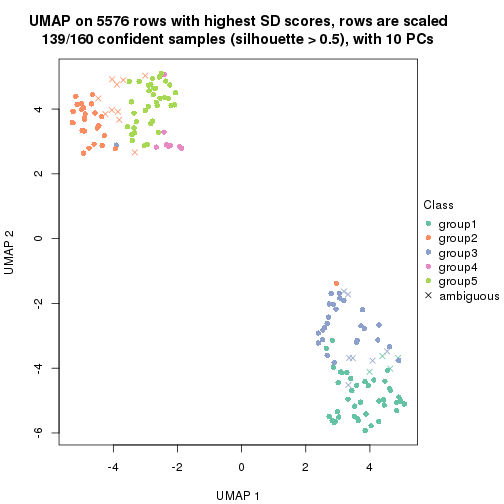 UMAP on 5576 rows with highest SD scores, rows are scaled
139/160 confident samples (silhouette > 0.5), with 10 PCs
4
2
0
-2
-4
-6
UMAP 2
-4
-2
0
2
4
UMAP 1
Class
group1
group2
group3
group4
group5
ambiguous